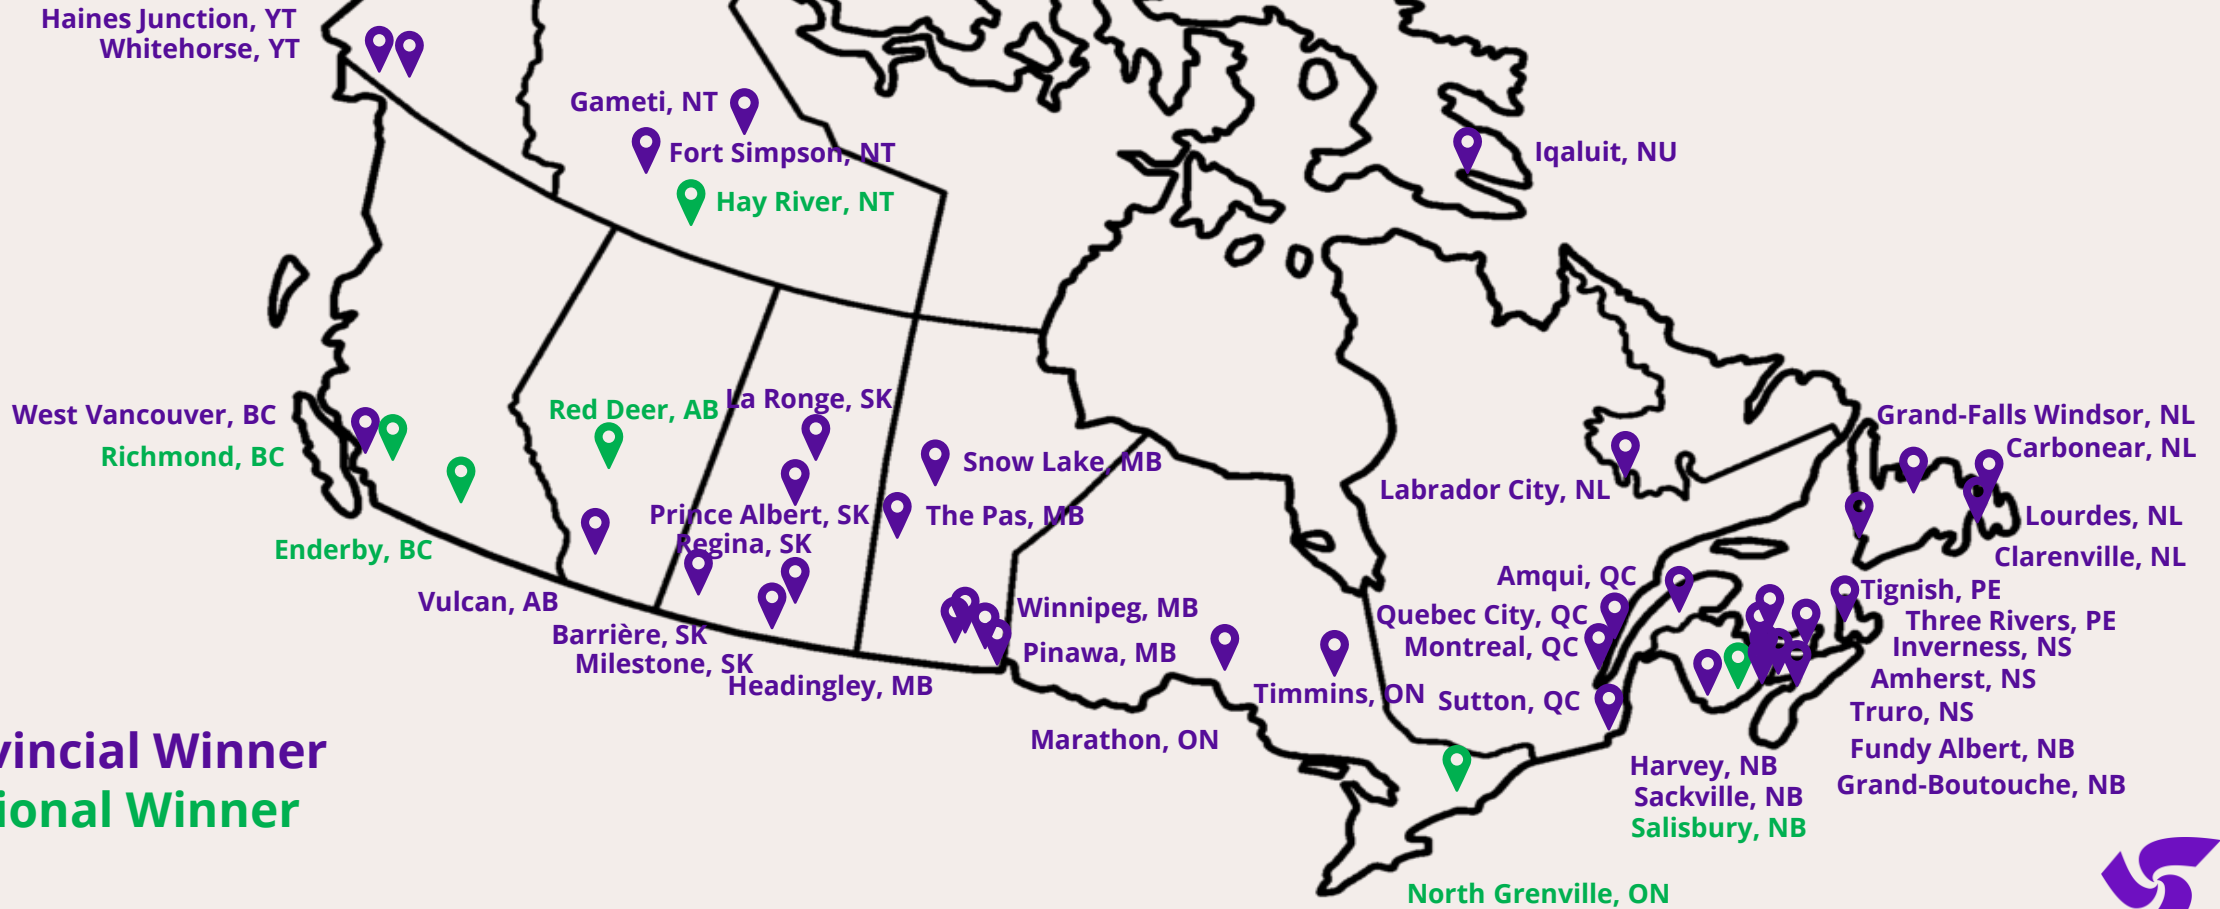 Haines Junction, YT
Whitehorse, YT
Gameti, NT
Fort Simpson, NT
Hay River, NT
Iqaluit, NU
West Vancouver, BC
Richmond, BC
Enderby, BC
Red Deer, AB
Vulcan, AB
La Ronge, SK
Prince Albert, SK
Regina, SK
Barrière, SK
Milestone, SK
Snow Lake, MB
The Pas, MB
Winnipeg, MB
Pinawa, MB
Headingley, MB
Marathon, ON
Timmins, ON
North Grenville, ON
Labrador City, NL
Amqui, QC
Quebec City, QC
Montreal, QC
Sutton, QC
Grand-Falls Windsor, NL
Carbonear, NL
Lourdes, NL
Clarenville, NL
Tignish, PE
Three Rivers, PE
Inverness, NS
Amherst, NS
Truro, NS
Fundy Albert, NB
Grand-Boutouche, NB
Harvey, NB
Sackville, NB
Salisbury, NB
vincial Winner
ional Winner